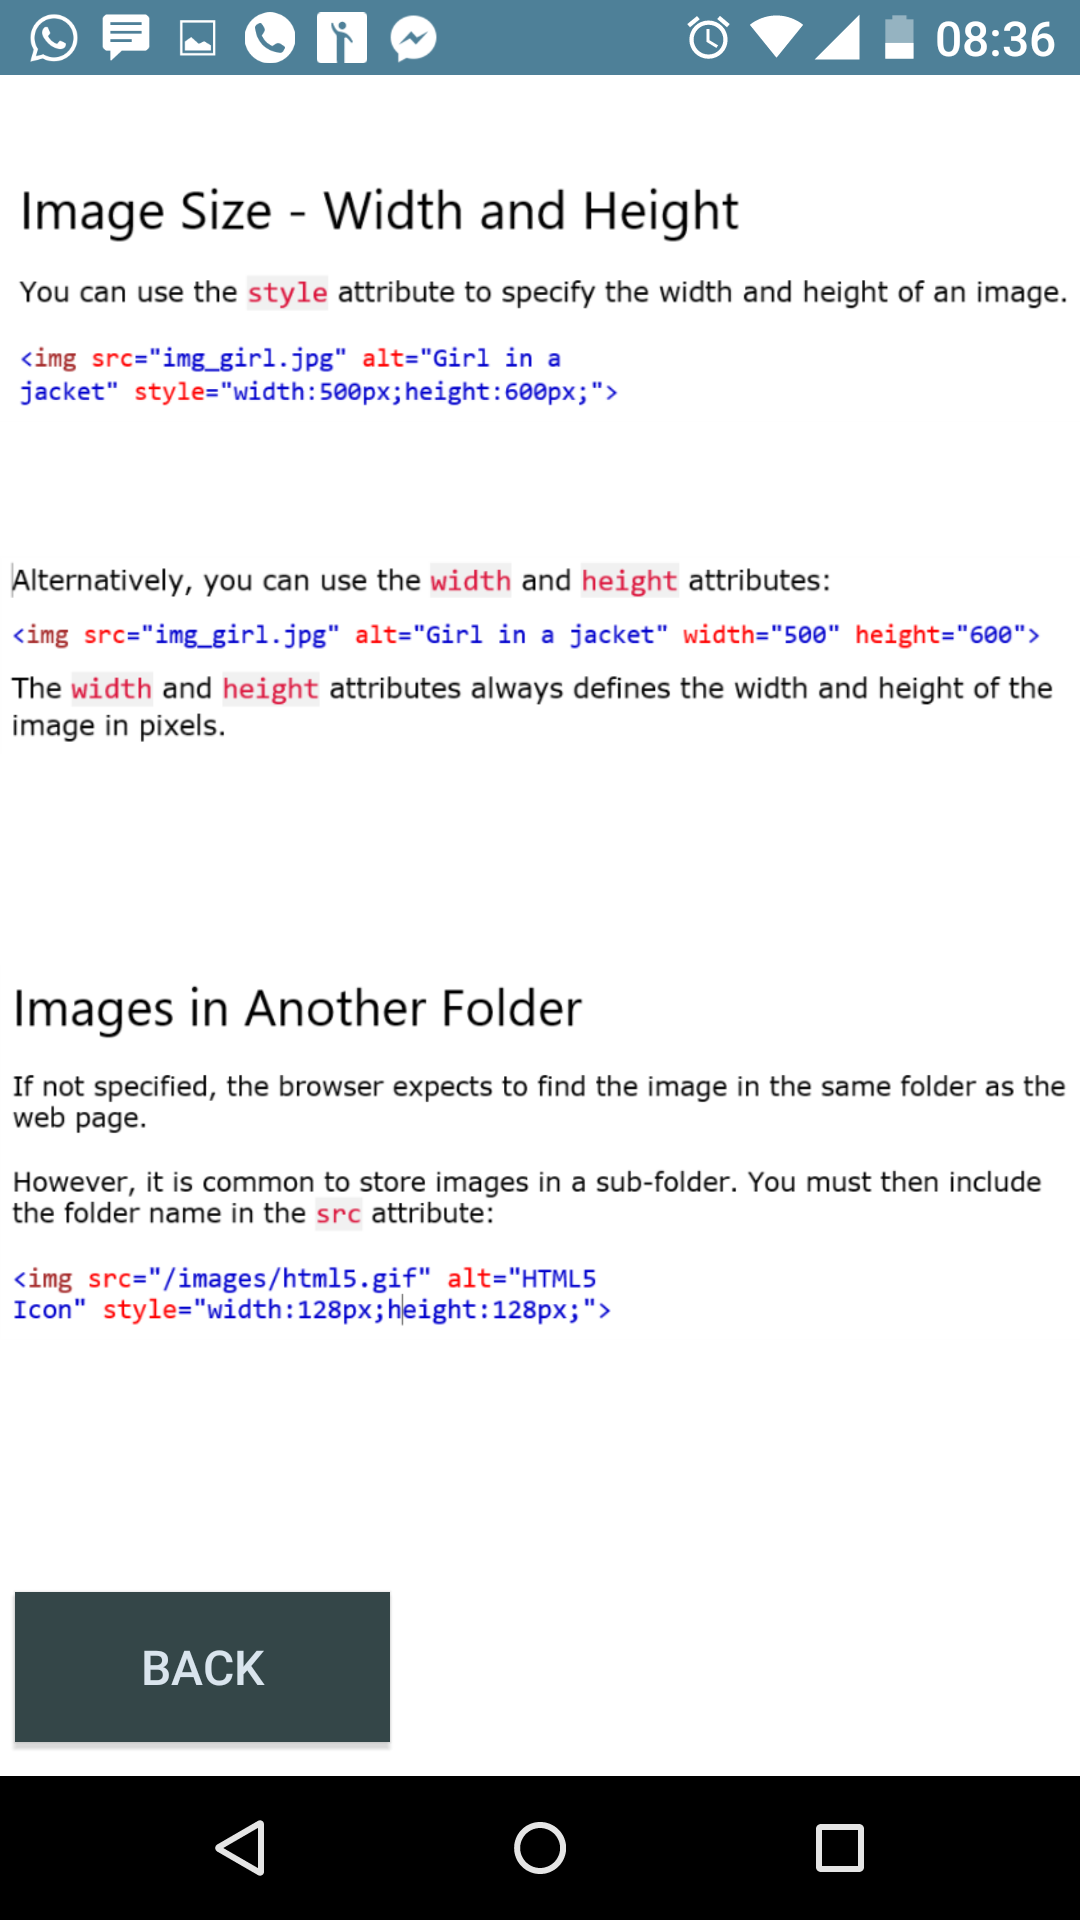 08:36
Image Size - Width and Height
You can use the style attribute to specify the width and height of an image.
<img src="img_girl.jpg" alt="Girl in a
jacket" style="width:500px;height:600px;">
Alternatively, you can use the width and height attributes:
<img src="img_girl.jpg" alt="Girl in a jacket" width="500" height="600">
The width and height attributes always defines the width and height of the
image in pixels.
Images in Another Folder
If not specified, the browser expects to find the image in the same folder as the
web page.
However, it is common to store images in a sub-folder. You must then include
the folder name in the src attribute:
<img src="/images/html5.gif" alt="HTML5
Icon" style="width:128px;height:128px;">
BACK